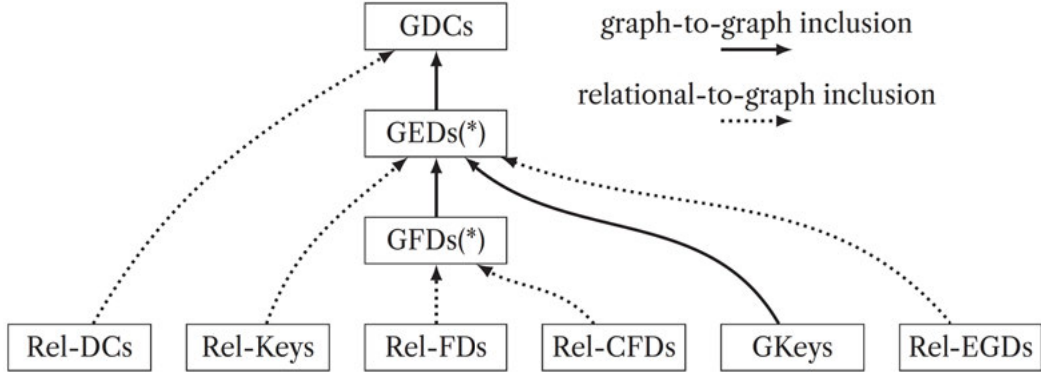 GDCs
graph-to-graph inclusion
relational-to-graph inclusion
GEDs(*)
GFDs(*)
Rel-DCs
Rel-Keys
Rel-FDs
Rel-CFDs
GKeys
Rel-EGDs